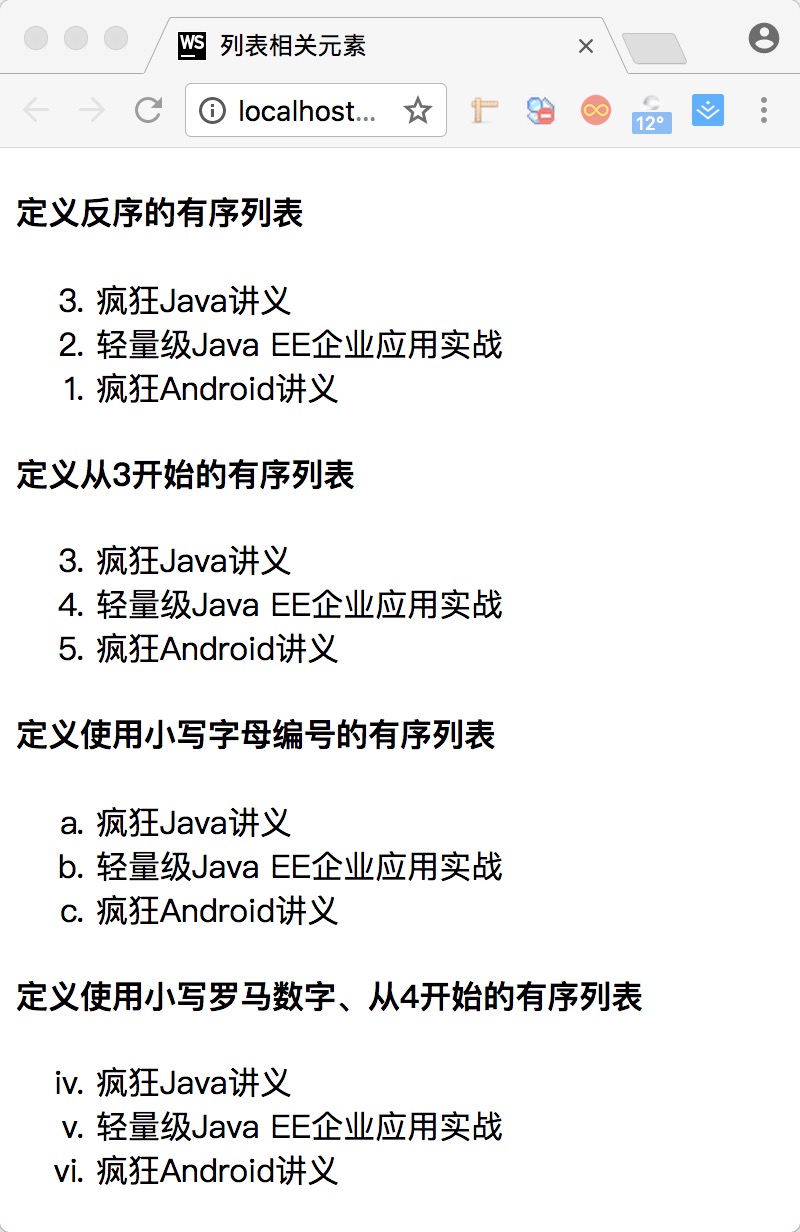 WS 列表相关元素
localhost...
12°
定义反序的有序列表
3. 疯狂Java讲义
2. 轻量级Java EE企业应用实战
1. 疯狂Android讲义
定义从3开始的有序列表
3. 疯狂Java讲义
4. 轻量级Java EE企业应用实战
5. 疯狂Android讲义
定义使用小写字母编号的有序列表
a. 疯狂Java讲义
b. 轻量级Java EE企业应用实战
c. 疯狂Android讲义
定义使用小写罗马数字、从4开始的有序列表
iv. 疯狂Java讲义
v. 轻量级Java EE企业应用实战
vi. 疯狂Android讲义